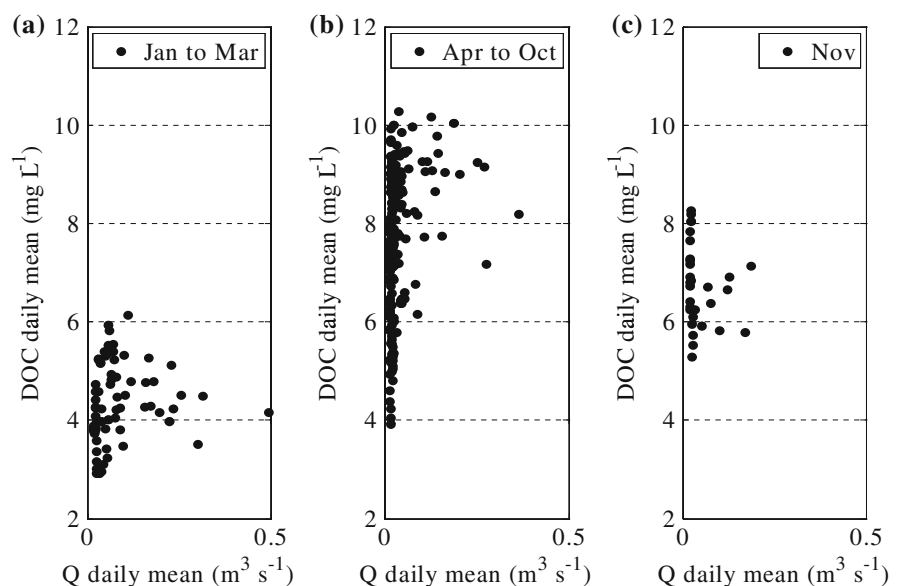 (a)
12
Jan to Mar
10
8
6
4
2
0
0.5
DOC daily mean (mg L-1)
Q daily mean (m3 s-1)
(b)
12
Apr to Oct
10
8
6
4
2
0
0.5
DOC daily mean (mg L-1)
Q daily mean (m3 s-1)
(c)
12
Nov
10
8
6
4
2
0
0.5
DOC daily mean (mg L-1)
Q daily mean (m3 s-1)